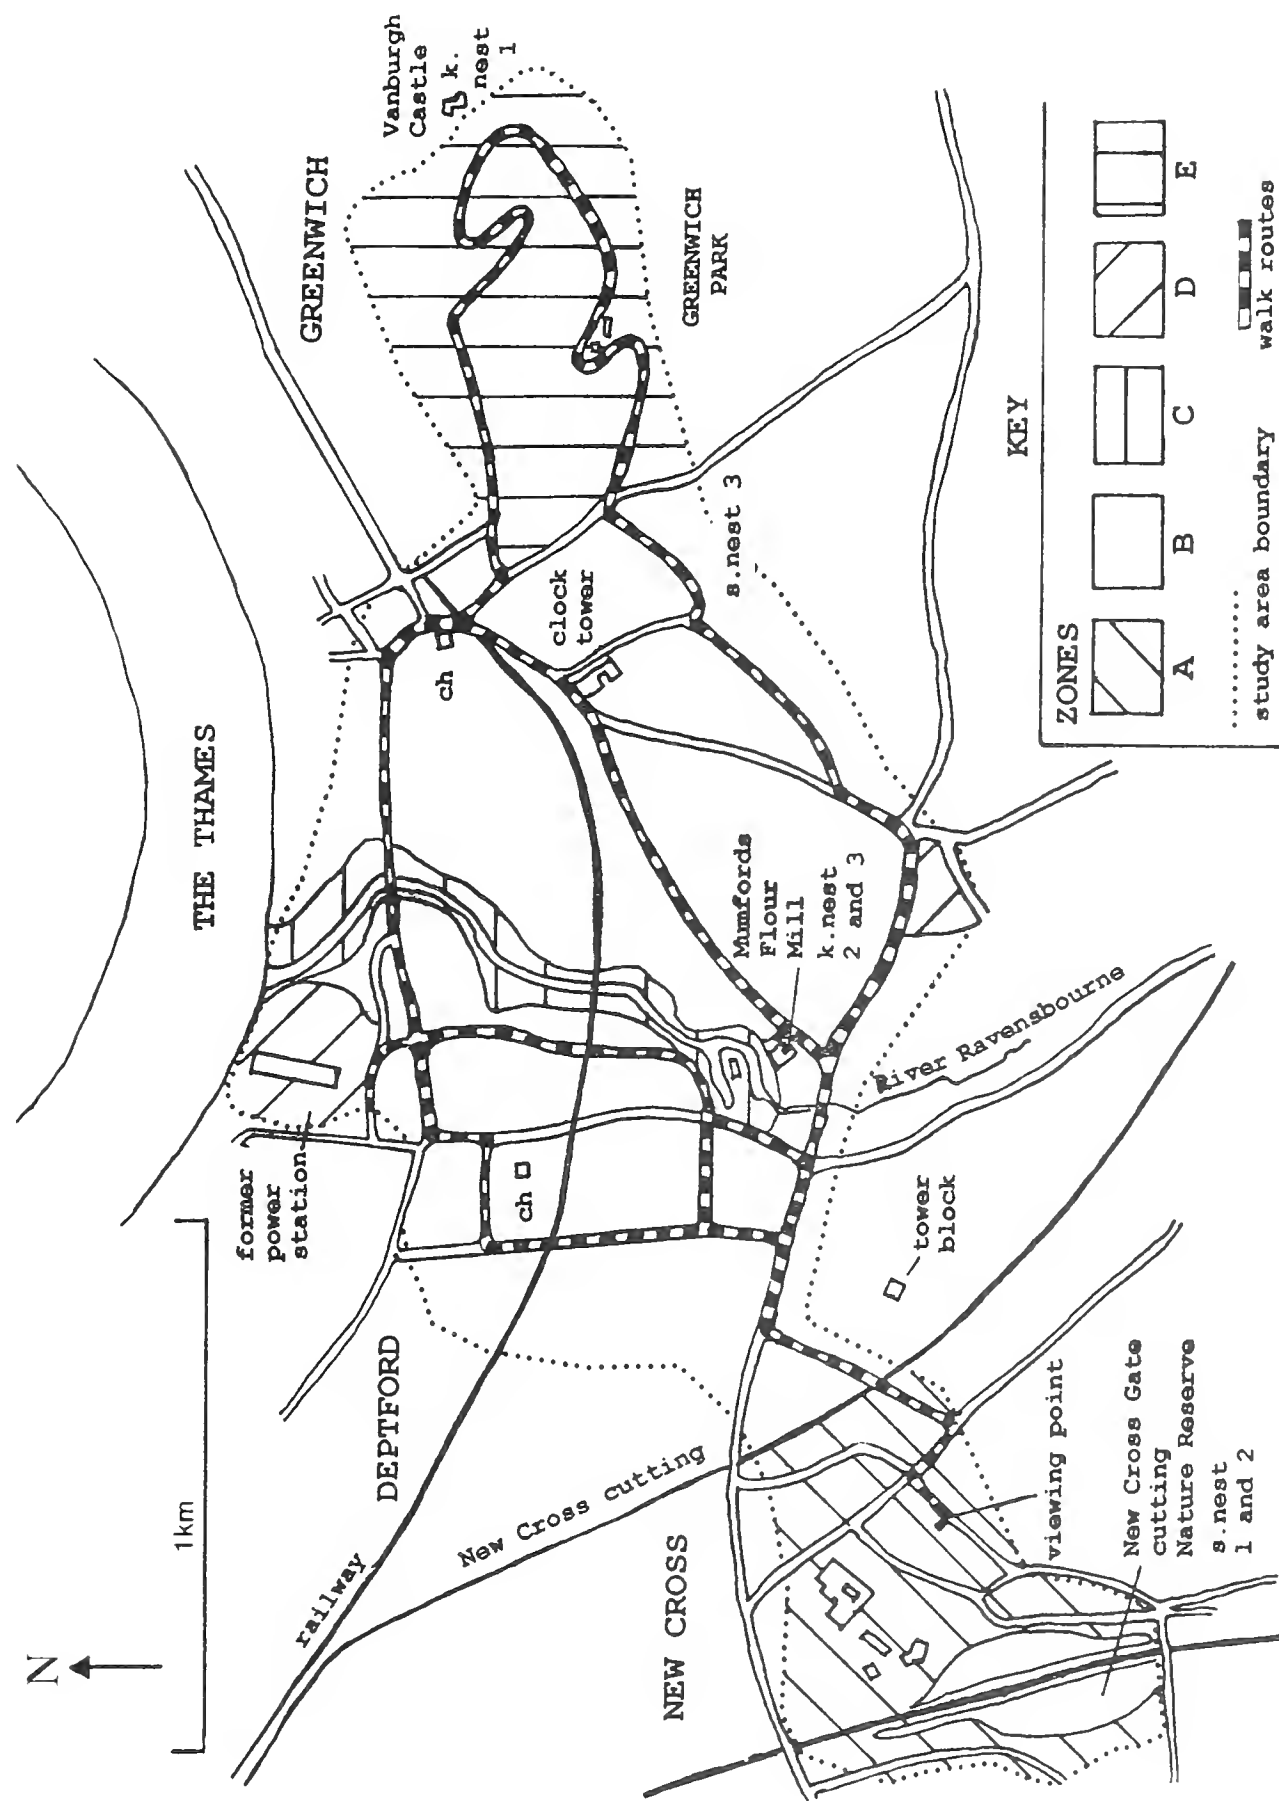 N
1km
THE THAMES
GREENWICH
Vanburgh
Castle
k.
nest
1
GREENWICH
PARK
former
power
station
DEPTFORD
railway
New Cross cutting
NEW CROSS
ch
ch
clock
tower
s.nest 3
Mumfords
Flour
Mill
k.nest
2 and 3
River Ravensbourne
tower
block
viewing point
New Cross Gate
cutting
Nature Reserve
s.nest
1 and 2
KEY
ZONES
A
B
C
D
E
study area boundary
walk routes